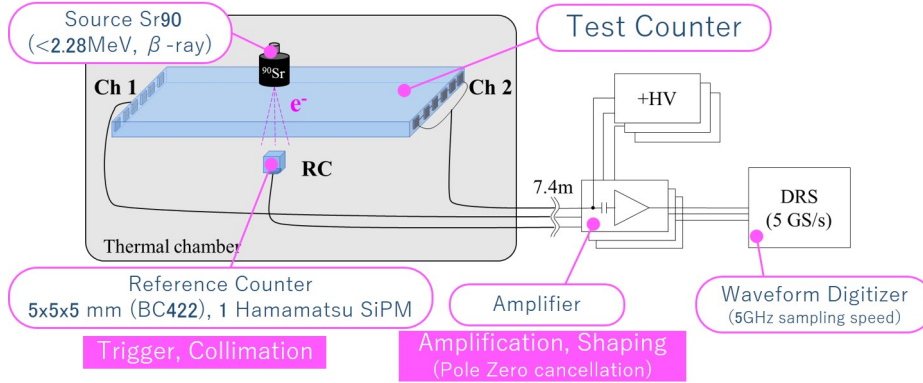 Source Sr90
(<2.28MeV, β-ray)
Test Counter
⁹⁰Sr
Ch 1
Ch 2
e⁻
+HV
RC
7.4m
DRS
(5 GS/s)
Thermal chamber
Reference Counter
5x5x5 mm (BC422), 1 Hamamatsu SiPM
Amplifier
Waveform Digitizer
(5GHz sampling speed)
Trigger, Collimation
Amplification, Shaping
(Pole Zero cancellation)